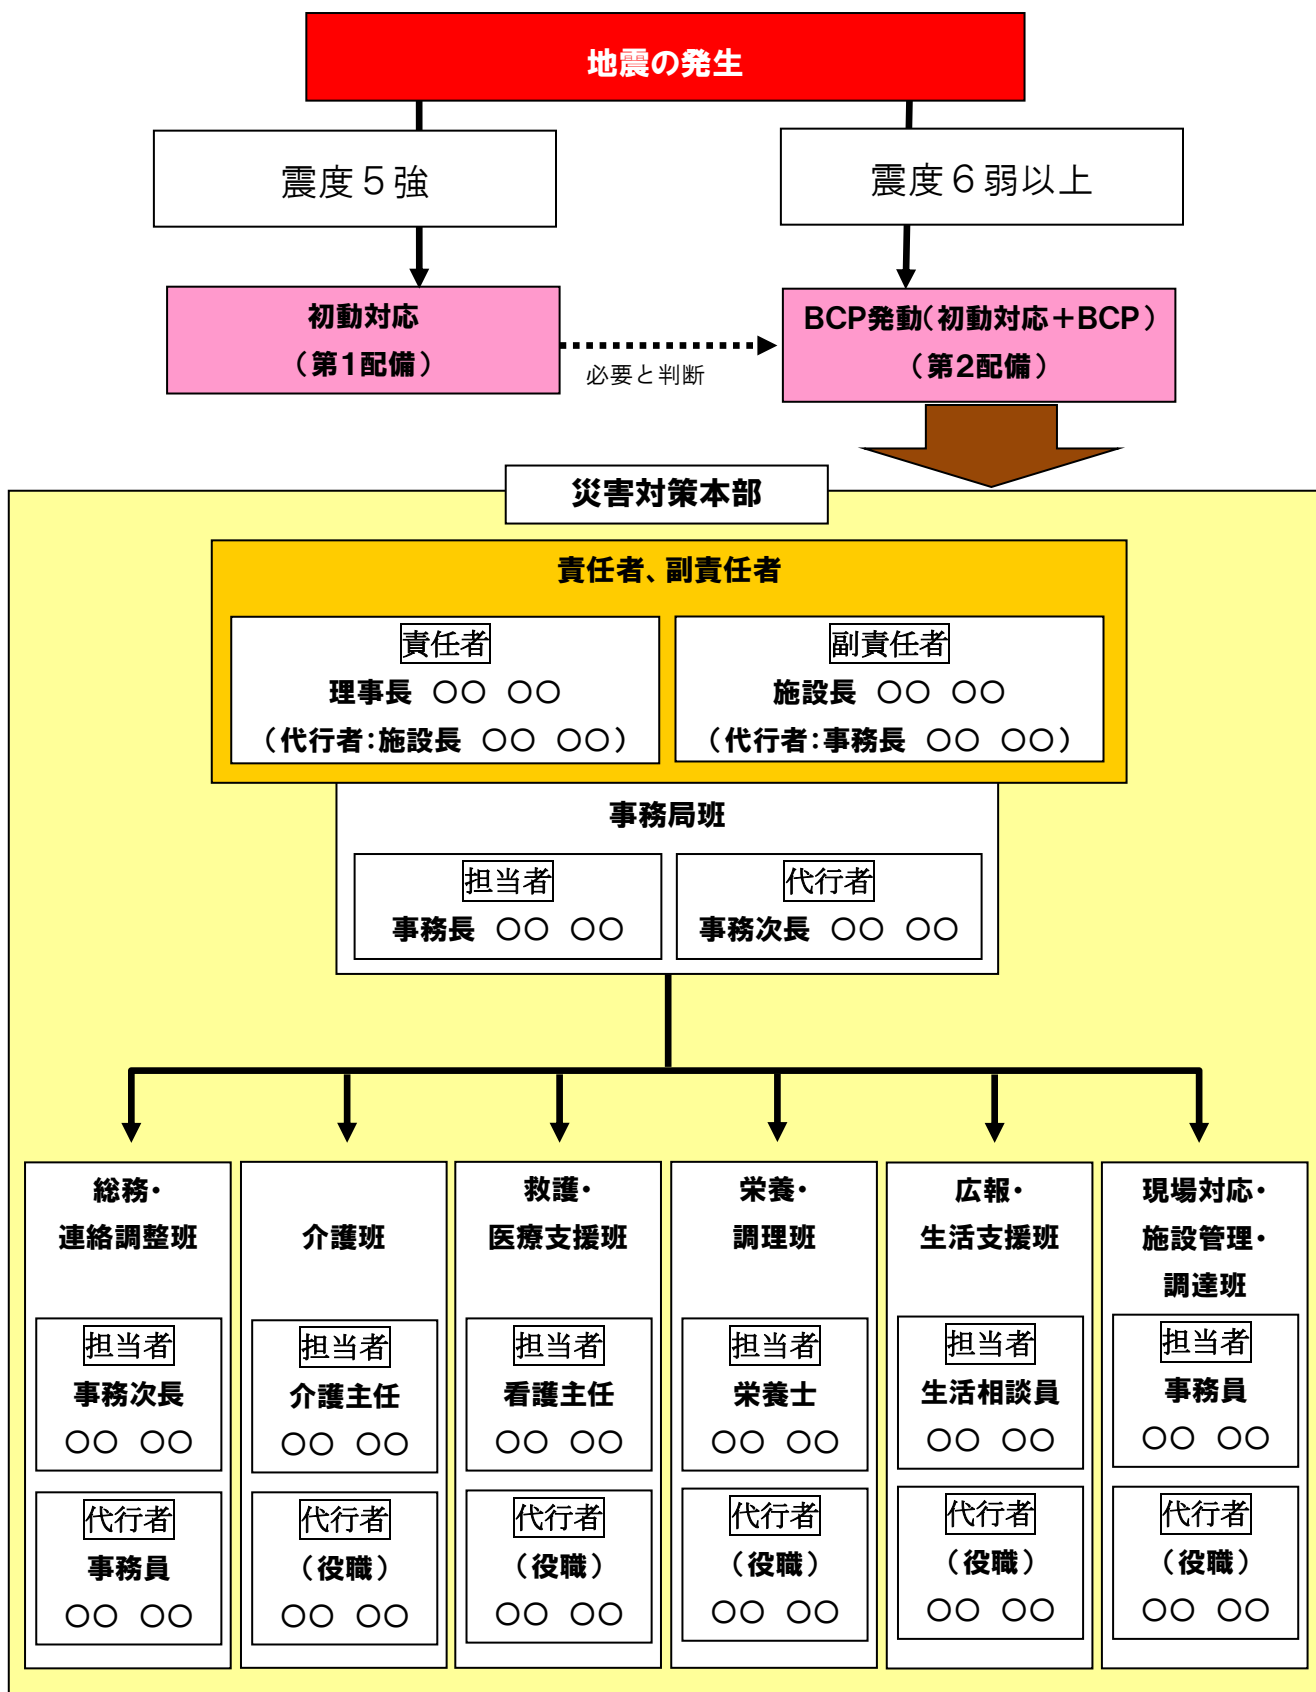 地震の発生
震度５強
震度６弱以上
初動対応
（第1配備）
必要と判断
BCP発動（初動対応＋BCP）
（第2配備）
災害対策本部
責任者、副責任者
責任者
理事長 〇〇 〇〇
（代行者：施設長 〇〇 〇〇）
副責任者
施設長 〇〇 〇〇
（代行者：事務長 〇〇 〇〇）
事務局班
担当者
事務長 〇〇 〇〇
代行者
事務次長 〇〇 〇〇
総務・
連絡調整班
担当者
事務次長
〇〇 〇〇
代行者
事務員
〇〇 〇〇
介護班
担当者
介護主任
〇〇 〇〇
代行者
（役職）
〇〇 〇〇
救護・
医療支援班
担当者
看護主任
〇〇 〇〇
代行者
（役職）
〇〇 〇〇
栄養・
調理班
担当者
栄養士
〇〇 〇〇
代行者
（役職）
〇〇 〇〇
広報・
生活支援班
担当者
生活相談員
〇〇 〇〇
代行者
（役職）
〇〇 〇〇
現場対応・
施設管理・
調達班
担当者
事務員
〇〇 〇〇
代行者
（役職）
〇〇 〇〇